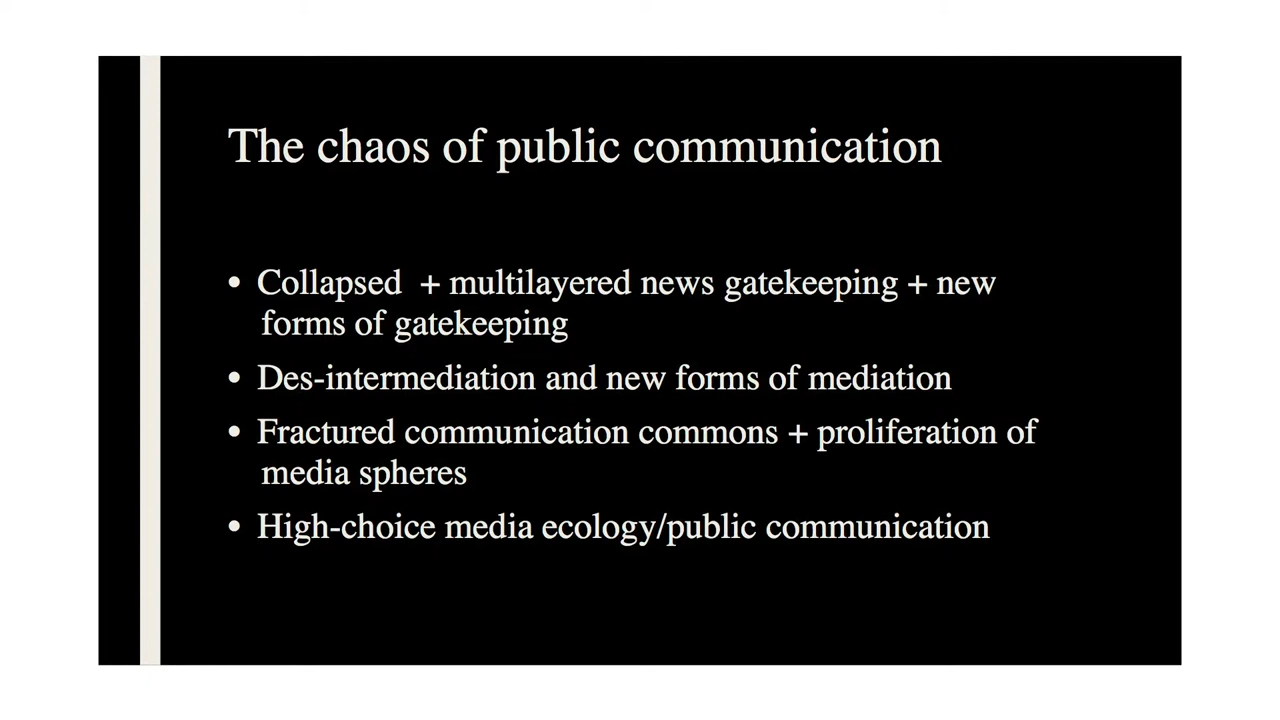 The chaos of public communication
• Collapsed + multilayered news gatekeeping + new
forms of gatekeeping
• Des-intermediation and new forms of mediation
• Fractured communication commons + proliferation of
media spheres
• High-choice media ecology/public communication